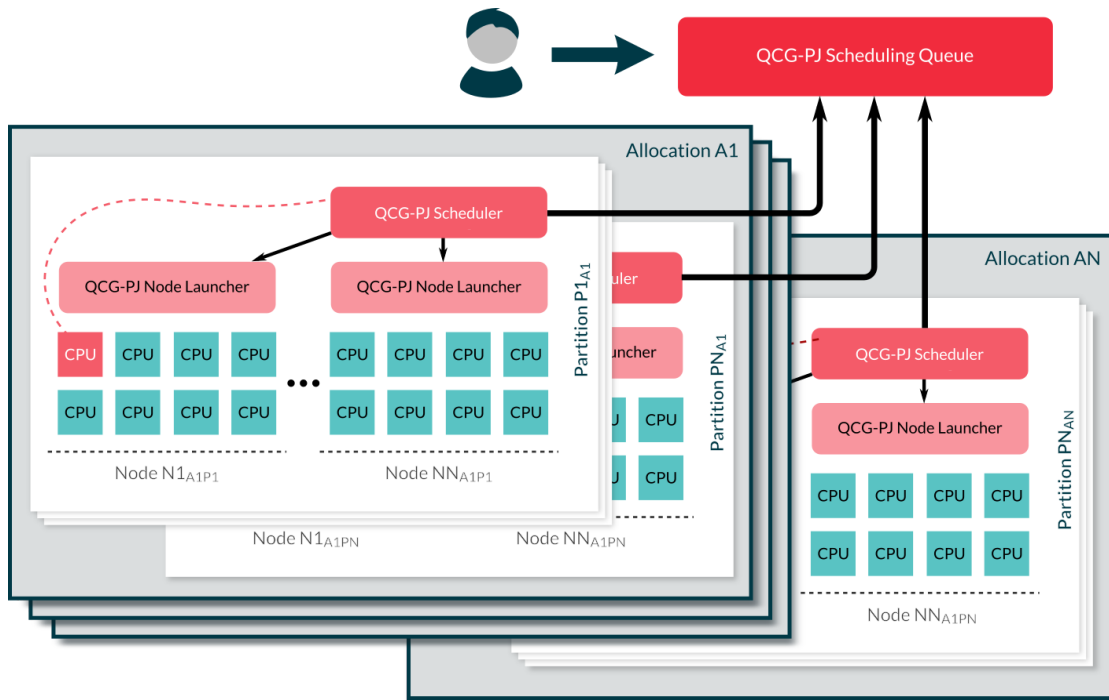 QCG-PJ Scheduling Queue
Allocation A1
QCG-PJ Scheduler
QCG-PJ Node Launcher QCG-PJ Node Launcher
CPU CPU CPU CPU CPU CPU CPU CPU
CPU CPU CPU CPU CPU CPU CPU CPU
Node N1A1P1 Node NNA1P1
Partition P1A1
CPU
CPU
Node N1A1PN Node NNA1PN
Partition PNA1
Allocation AN
QCG-PJ Scheduler
QCG-PJ Node Launcher
CPU CPU CPU CPU
CPU CPU CPU CPU
Node NNA1PN
Partition PNAN